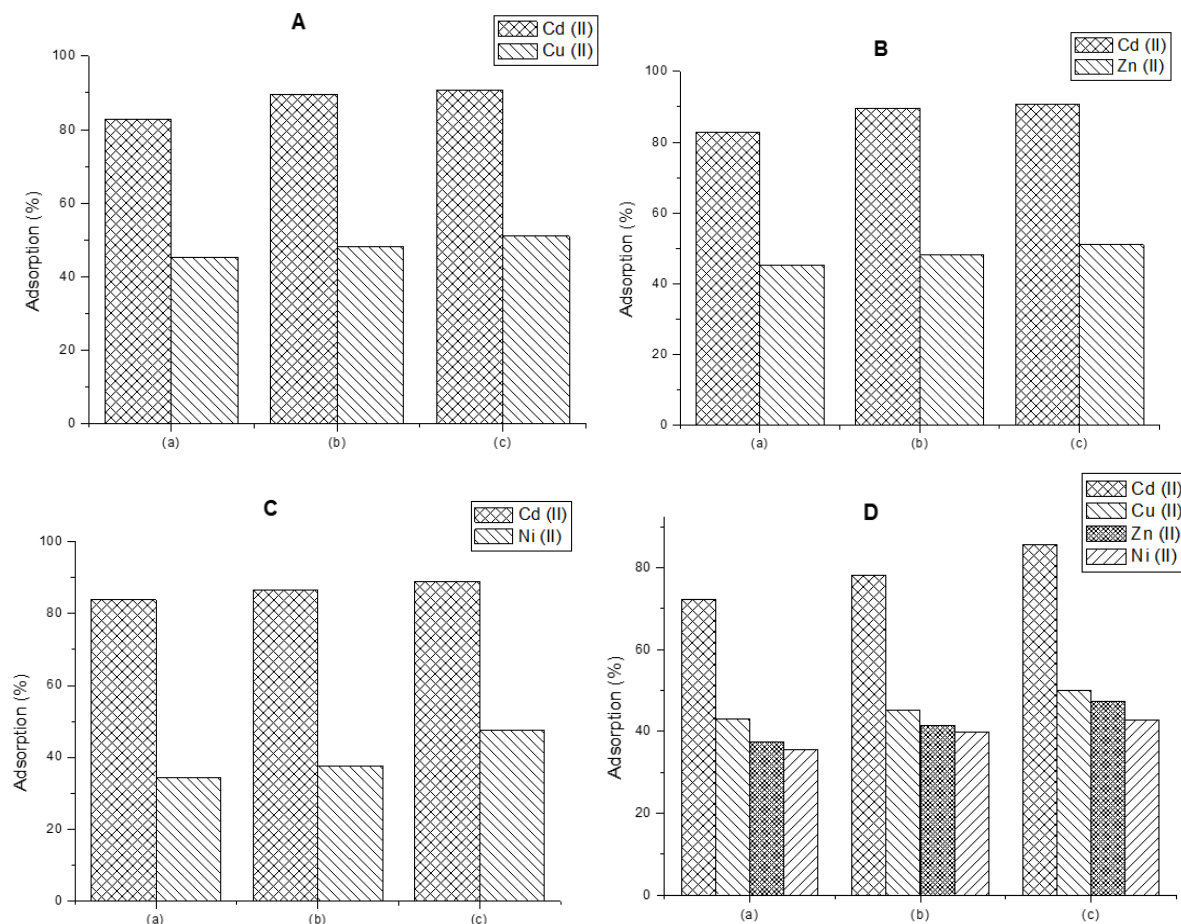 A
Cd (II)
Cu (II)
Adsorption (%)
100
80
60
40
20
0
(a)
(b)
(c)
B
Cd (II)
Zn (II)
Adsorption (%)
100
80
60
40
20
0
(a)
(b)
(c)
C
Cd (II)
Ni (II)
Adsorption (%)
100
80
60
40
20
0
(a)
(b)
(c)
D
Cd (II)
Cu (II)
Zn (II)
Ni (II)
Adsorption (%)
80
60
40
20
0
(a)
(b)
(c)